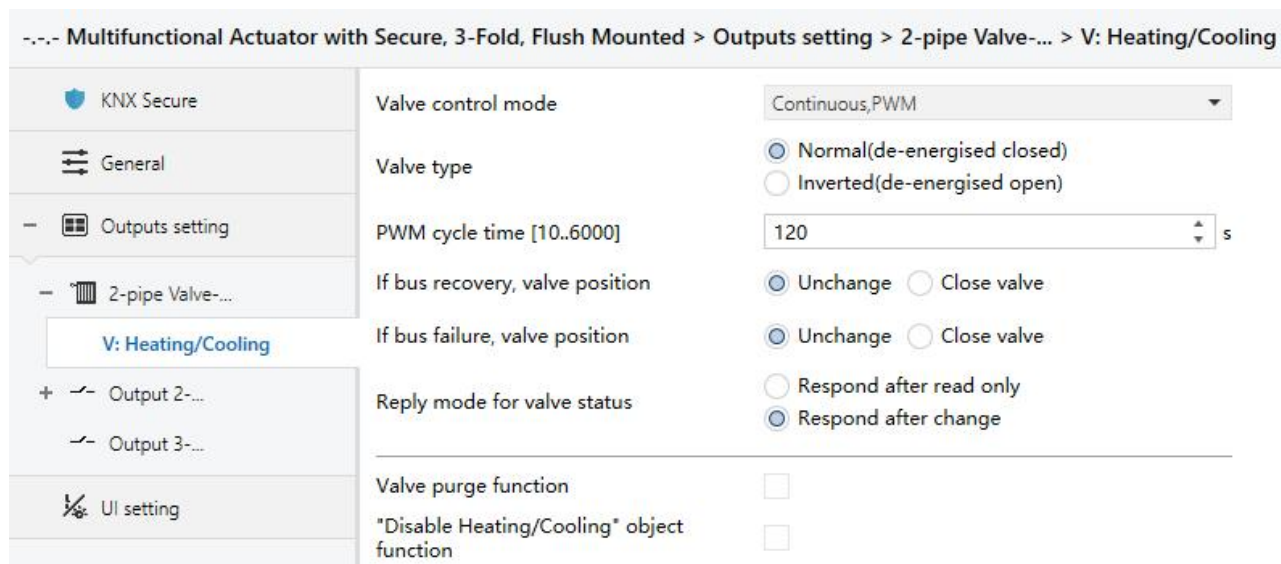 -.-.- Multifunctional Actuator with Secure, 3-Fold, Flush Mounted > Outputs setting > 2-pipe Valve-... > V: Heating/Cooling
KNX Secure
General
Outputs setting
2-pipe Valve-...
V: Heating/Cooling
Output 2-...
Output 3-...
UI setting
Valve control mode Continuous,PWM
Valve type
Normal(de-energised closed)
Inverted(de-energised open)
PWM cycle time [10..6000] 120 s
If bus recovery, valve position Unchange Close valve
If bus failure, valve position Unchange Close valve
Reply mode for valve status
Respond after read only
Respond after change
Valve purge function
"Disable Heating/Cooling" object
function